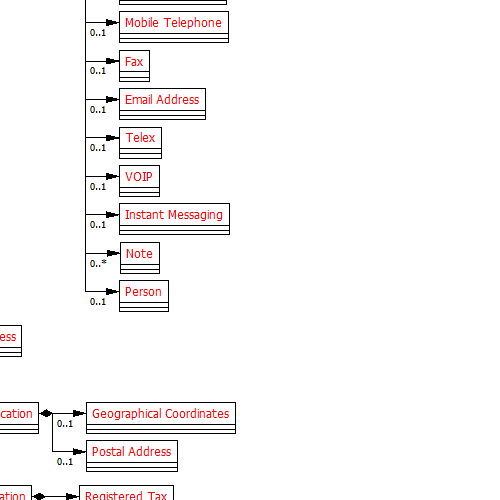 Mobile Telephone
0..1
Fax
0..1
Email Address
0..1
Telex
0..1
VOIP
0..1
Instant Messaging
0..1
Note
0..*
Person
0..1
ess
cation
Geographical Coordinates
0..1
Postal Address
0..1
ation
Registered Tax